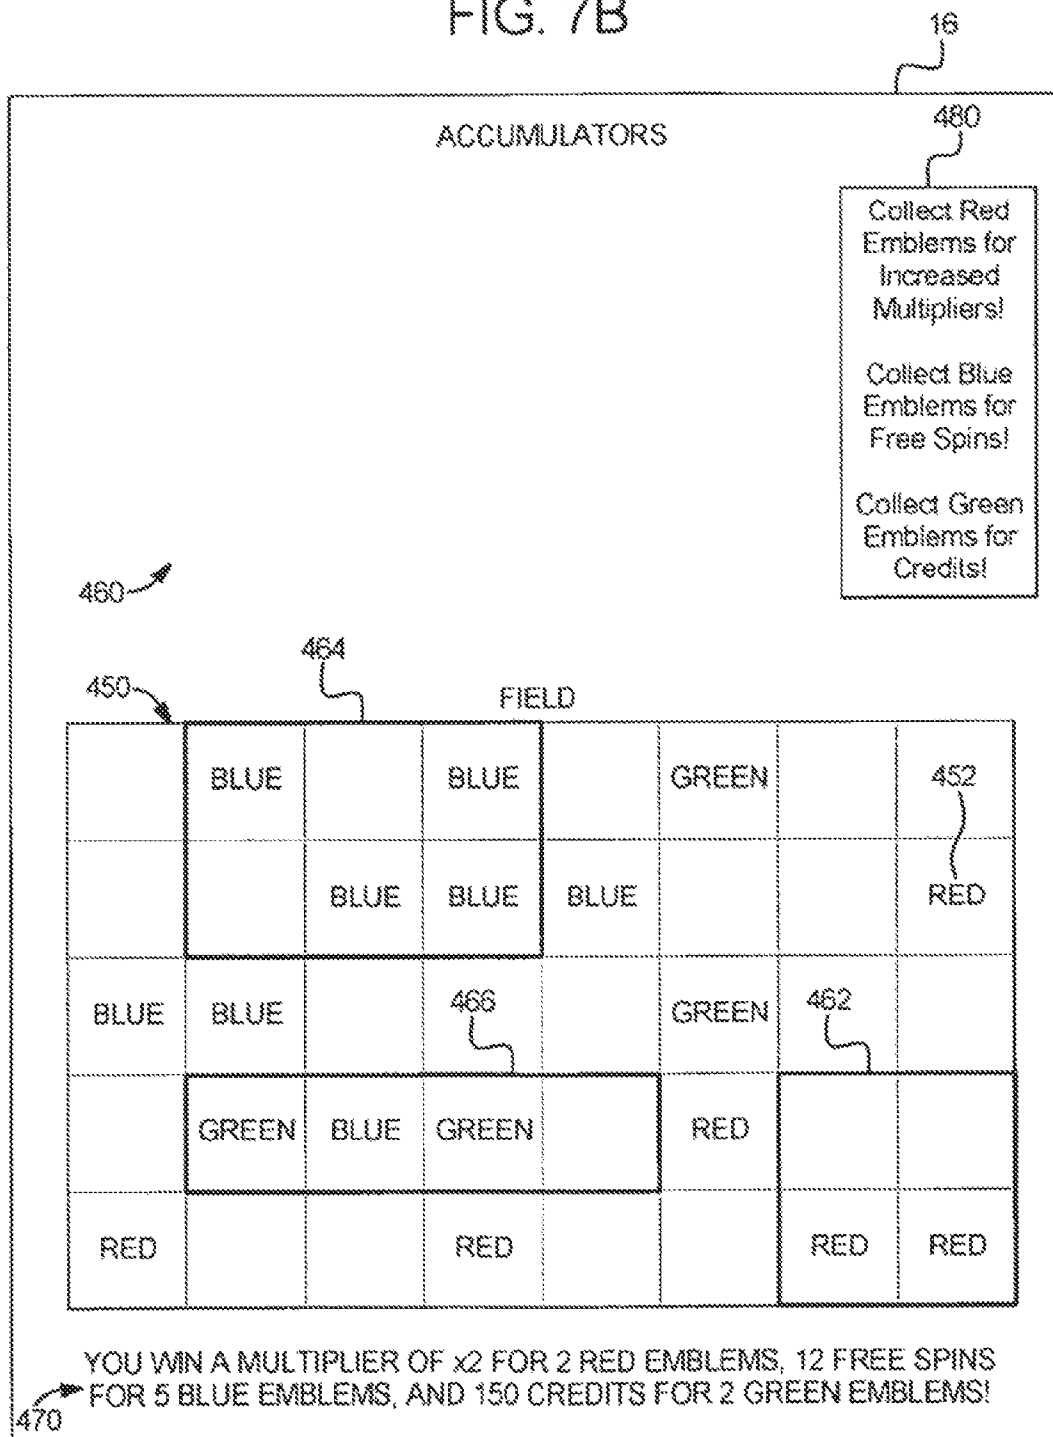 FIG. 7B
16
ACCUMULATORS
480
Collect Red
Emblems for
Increased
Multipliers!
Collect Blue
Emblems for
Free Spins!
Collect Green
Emblems for
Credits!
460
464
450
FIELD
BLUE BLUE GREEN 452
BLUE BLUE BLUE RED
BLUE BLUE 466 GREEN 462
GREEN BLUE GREEN RED
RED RED RED RED
YOU WIN A MULTIPLIER OF x2 FOR 2 RED EMBLEMS, 12 FREE SPINS
FOR 5 BLUE EMBLEMS, AND 150 CREDITS FOR 2 GREEN EMBLEMS!
470